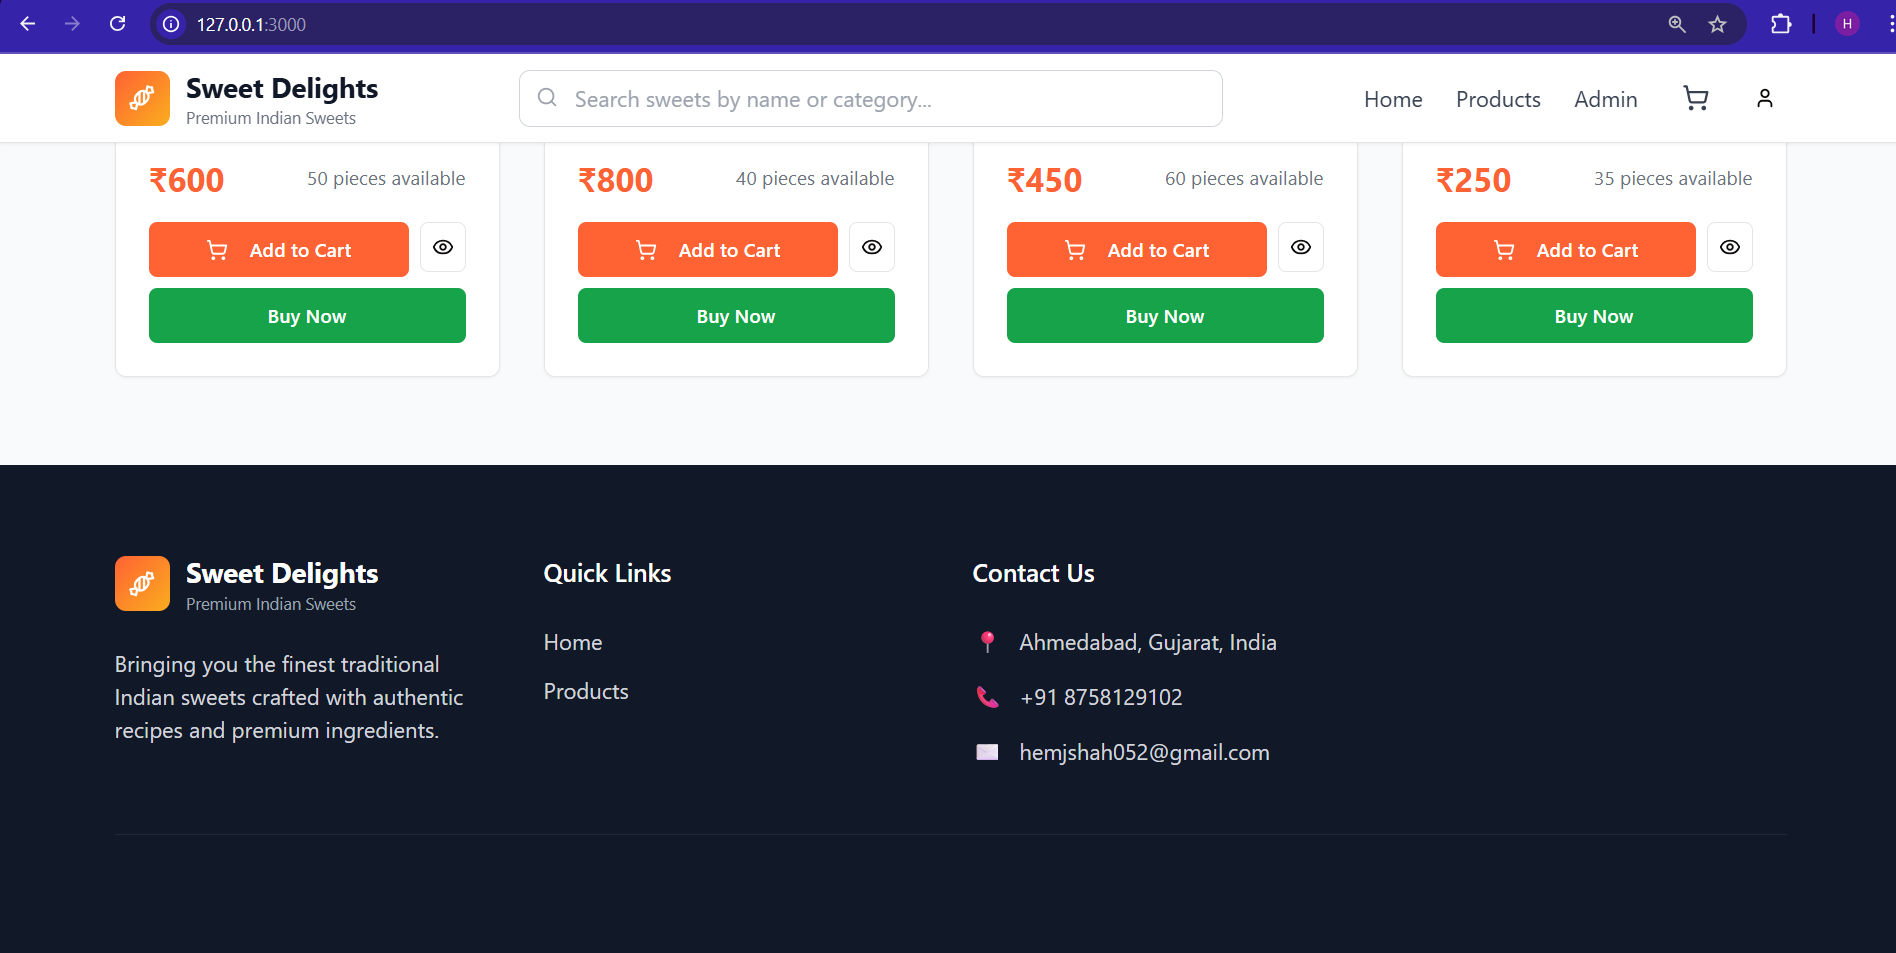 127.0.0.1:3000
H
Sweet Delights
Premium Indian Sweets
Search sweets by name or category...
Home
Products
Admin
₹600
50 pieces available
₹800
40 pieces available
₹450
60 pieces available
₹250
35 pieces available
Add to Cart
Add to Cart
Add to Cart
Add to Cart
Buy Now
Buy Now
Buy Now
Buy Now
Sweet Delights
Premium Indian Sweets
Bringing you the finest traditional
Indian sweets crafted with authentic
recipes and premium ingredients.
Quick Links
Home
Products
Contact Us
Ahmedabad, Gujarat, India
+91 8758129102
hemjshah052@gmail.com